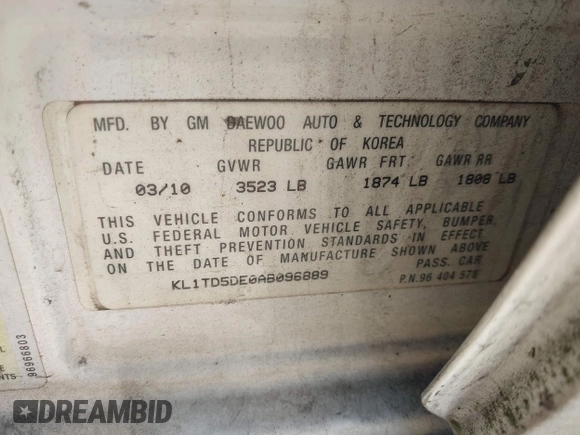 MFD. BY GM DAEWOO AUTO & TECHNOLOGY COMPANY
REPUBLIC OF KOREA
DATE GVWR GAWR FRT. GAWR RR
03/10 3523 LB 1874 LB 1808 LB
THIS VEHICLE CONFORMS TO ALL APPLICABLE
U.S. FEDERAL MOTOR VEHICLE SAFETY, BUMPER,
AND THEFT PREVENTION STANDARDS IN EFFECT
ON THE DATE OF MANUFACTURE SHOWN ABOVE
PASS. CAR
KL1TD5DE0AB096889 P.N.96 404 578
96966803
DREAMBID